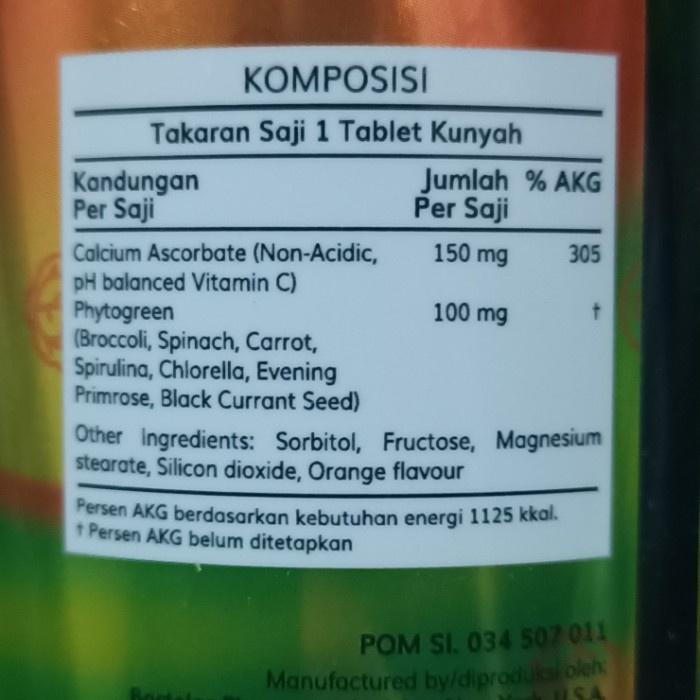 KOMPOSISI
Takaran Saji 1 Tablet Kunyah
Kandungan Jumlah % AKG
Per Saji Per Saji
Calcium Ascorbate (Non-Acidic, 150 mg 305
pH balanced Vitamin C)
Phytogreen 100 mg †
(Broccoli, Spinach, Carrot,
Spirulina, Chlorella, Evening
Primrose, Black Currant Seed)
Other Ingredients: Sorbitol, Fructose, Magnesium
stearate, Silicon dioxide, Orange flavour
Persen AKG berdasarkan kebutuhan energi 1125 kkal.
† Persen AKG belum ditetapkan
POM SI. 034 507 011
Manufactured by/diproduksi oleh: